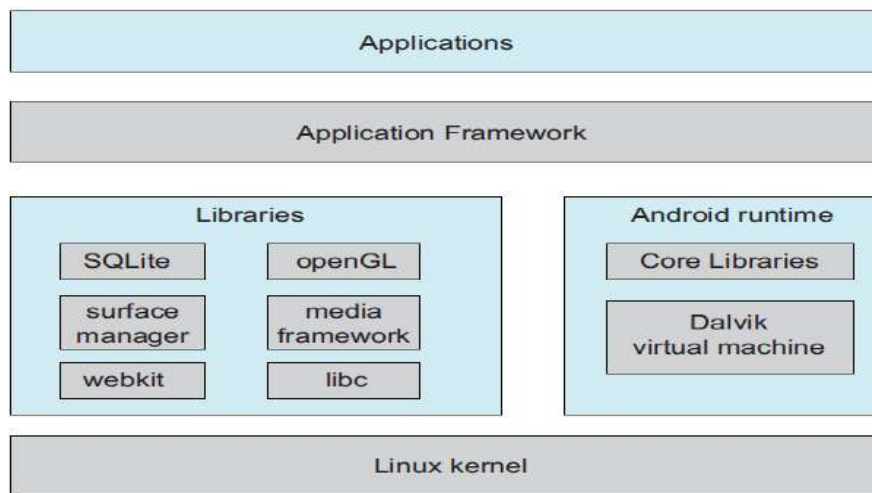 Applications
Application Framework
Libraries
SQLite
openGL
surface
manager
media
framework
webkit
libc
Android runtime
Core Libraries
Dalvik
virtual machine
Linux kernel